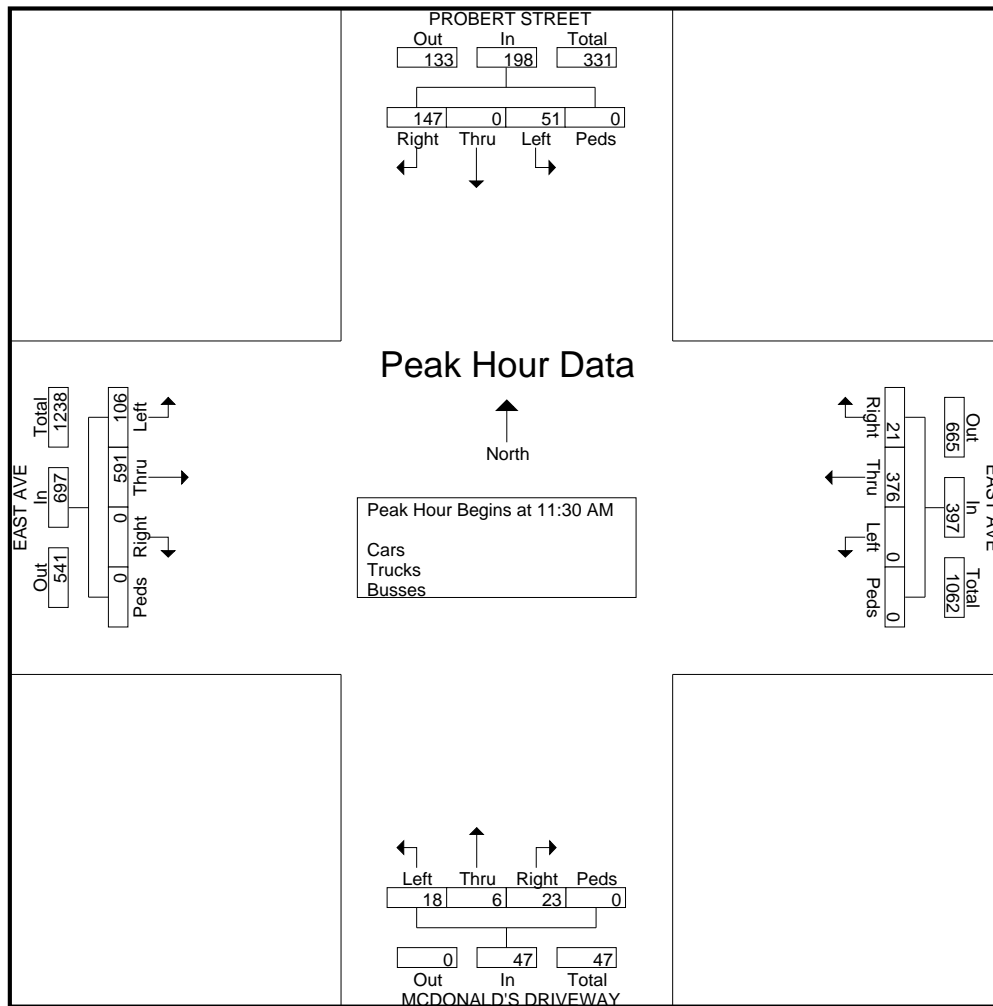 PROBERT STREET
Out In Total
133 198 331
147 0 51 0
Right Thru Left Peds
Peak Hour Data
North
Peak Hour Begins at 11:30 AM
Cars
Trucks
Busses
EAST AVE
Total In Out
1238 697 541
106 591 0 0
Left Thru Right Peds
EAST AVE
Out In Total
665 397 1062
21 376 0 0
Right Thru Left Peds
Left Thru Right Peds
18 6 23 0
0 47 47
Out In Total
MCDONALD'S DRIVEWAY